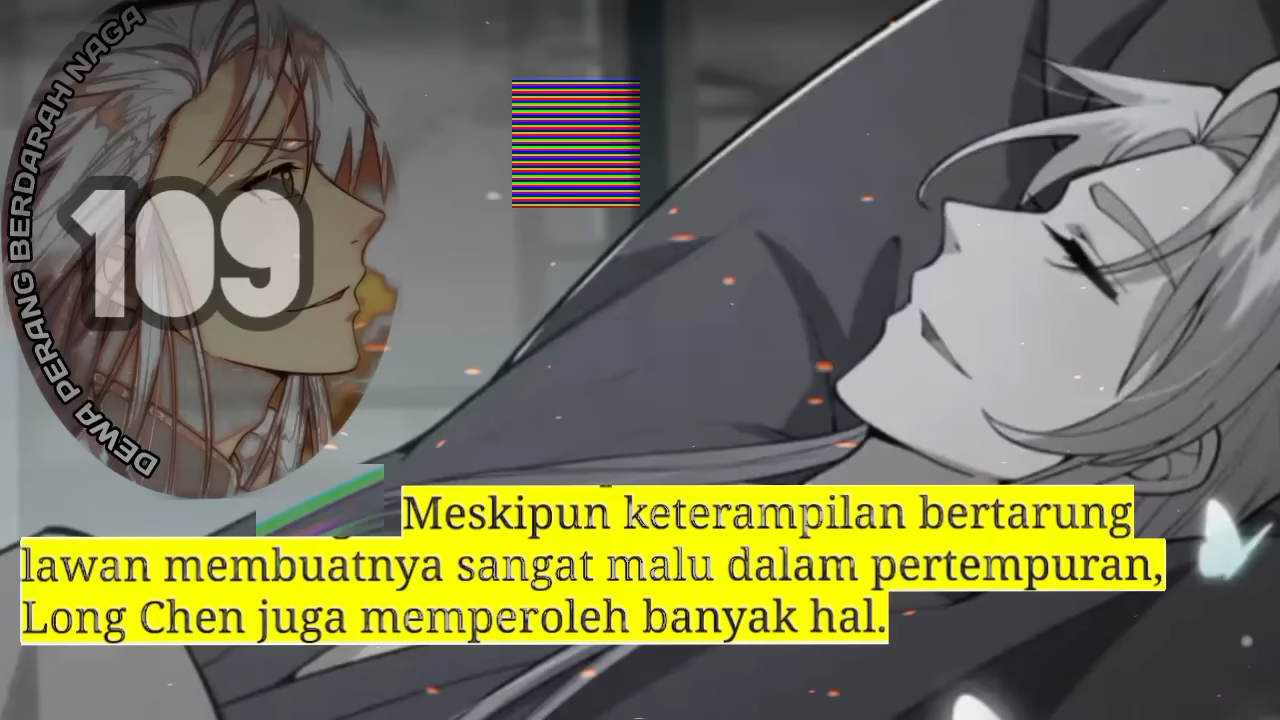 DEWA PERANG BERDARAH NAGA
109
Meskipun keterampilan bertarung
lawan membuatnya sangat malu dalam pertempuran,
Long Chen juga memperoleh banyak hal.